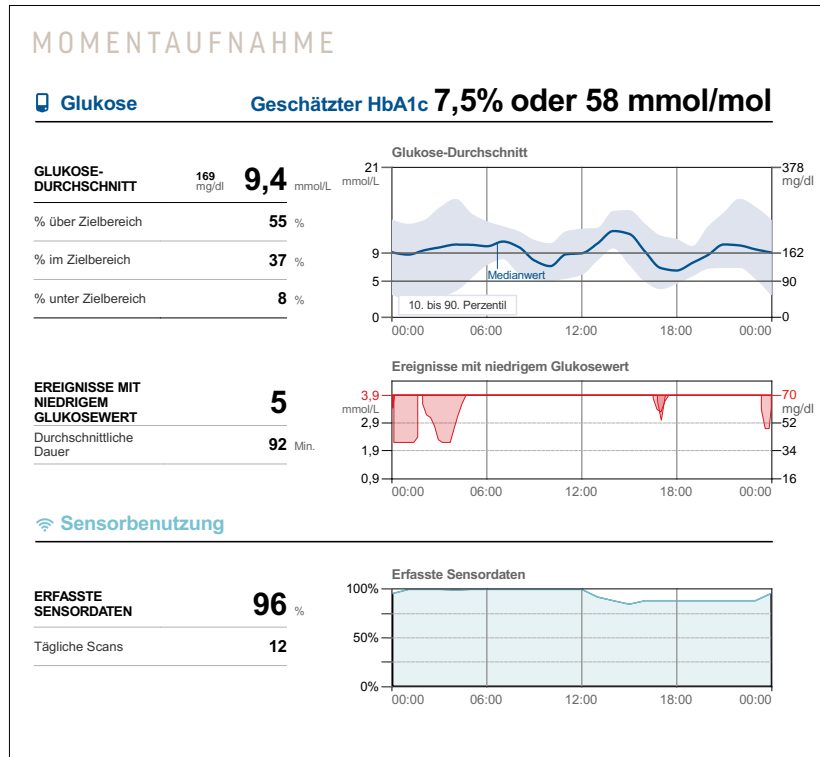 MOMENTAUFNAHME
Glukose
Geschätzter HbA1c 7,5% oder 58 mmol/mol
GLUKOSE-
DURCHSCHNITT
169
mg/dl
9,4 mmol/L
% über Zielbereich 55 %
% im Zielbereich 37 %
% unter Zielbereich 8 %
Glukose-Durchschnitt
21
mmol/L
9
5
0
378
mg/dl
162
90
0
Medianwert
10. bis 90. Perzentil
00:00 06:00 12:00 18:00 00:00
EREIGNISSE MIT
NIEDRIGEM
GLUKOSEWERT
5
Durchschnittliche
Dauer
92 Min.
Ereignisse mit niedrigem Glukosewert
3,9
mmol/L
2,9
1,9
0,9
70
mg/dl
52
34
16
00:00 06:00 12:00 18:00 00:00
Sensorbenutzung
ERFASSTE
SENSORDATEN
96 %
Tägliche Scans 12
Erfasste Sensordaten
100%
50%
0%
00:00 06:00 12:00 18:00 00:00